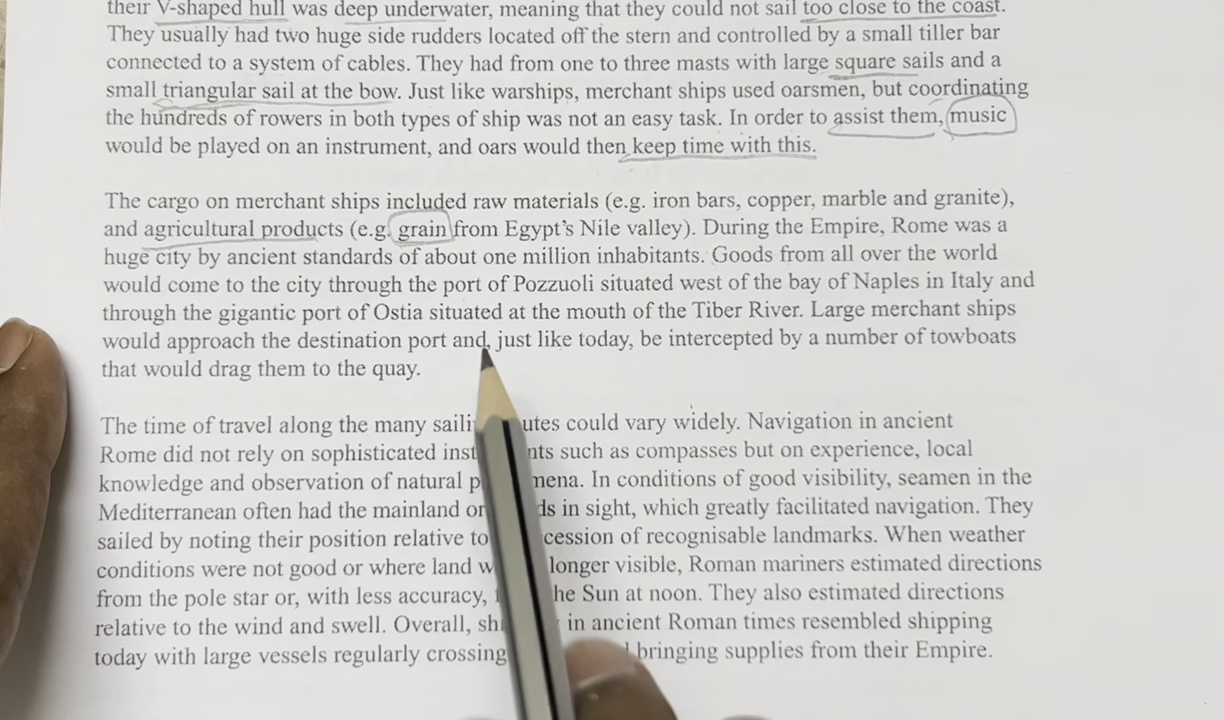 their V-shaped hull was deep underwater, meaning that they could not sail too close to the coast.
They usually had two huge side rudders located off the stern and controlled by a small tiller bar
connected to a system of cables. They had from one to three masts with large square sails and a
small triangular sail at the bow. Just like warships, merchant ships used oarsmen, but coordinating
the hundreds of rowers in both types of ship was not an easy task. In order to assist them, music
would be played on an instrument, and oars would then keep time with this.
The cargo on merchant ships included raw materials (e.g. iron bars, copper, marble and granite),
and agricultural products (e.g. grain from Egypt's Nile valley). During the Empire, Rome was a
huge city by ancient standards of about one million inhabitants. Goods from all over the world
would come to the city through the port of Pozzuoli situated west of the bay of Naples in Italy and
through the gigantic port of Ostia situated at the mouth of the Tiber River. Large merchant ships
would approach the destination port and, just like today, be intercepted by a number of towboats
that would drag them to the quay.
The time of travel along the many could vary widely. Navigation in ancient
Rome did not rely on sophisticated such as compasses but on experience, local
knowledge and observation of natural In conditions of good visibility, seamen in the
Mediterranean often had the mainland or in sight, which greatly facilitated navigation. They
sailed by noting their position relative to of recognisable landmarks. When weather
conditions were not good or where land longer visible, Roman mariners estimated directions
from the pole star or, with less accuracy, the Sun at noon. They also estimated directions
relative to the wind and swell. Overall, in ancient Roman times resembled shipping
today with large vessels regularly crossing bringing supplies from their Empire.